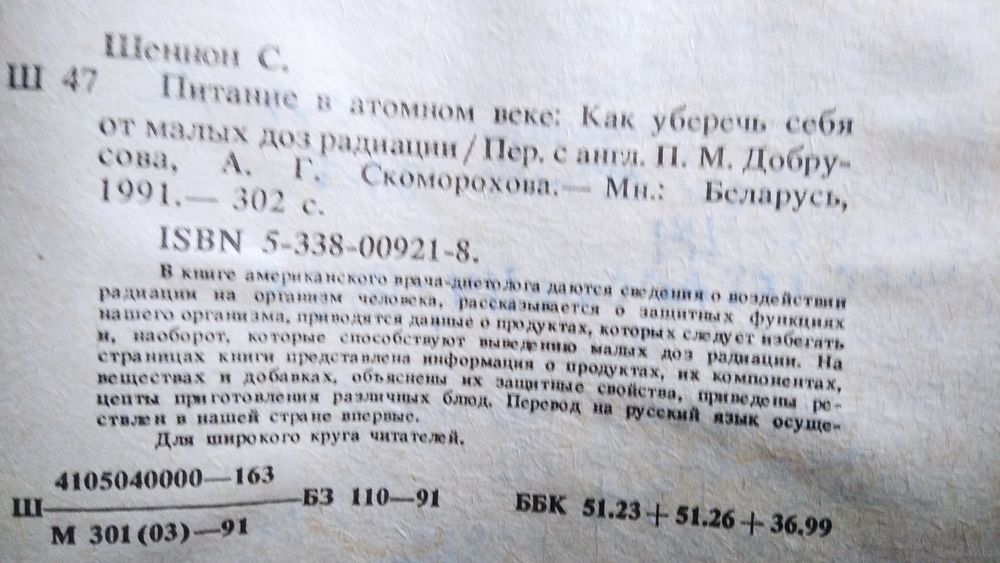 Шеннон С.
Ш 47 Питание в атомном веке: Как уберечь себя
от малых доз радиации / Пер. с англ. П. М. Добру-
сова, А. Г. Скоморохова.— Мн.: Беларусь,
1991.— 302 с.
ISBN 5-338-00921-8.
В книге американского врача-диетолога даются сведения о воздействии
радиации на организм человека, рассказывается о защитных функциях
нашего организма, приводятся данные о продуктах, которых следует избегать
и, наоборот, которые способствуют выведению малых доз радиации. На
страницах книги представлена информация о продуктах, их компонентах,
веществах и добавках, объяснены их защитные свойства, приведены ре-
цепты приготовления различных блюд. Перевод на русский язык осуще-
ствлен в нашей стране впервые.
Для широкого круга читателей.
Ш 4105040000—163
М 301(03)—91
БЗ 110—91
ББК 51.23 + 51.26 + 36.99
www.ay.by